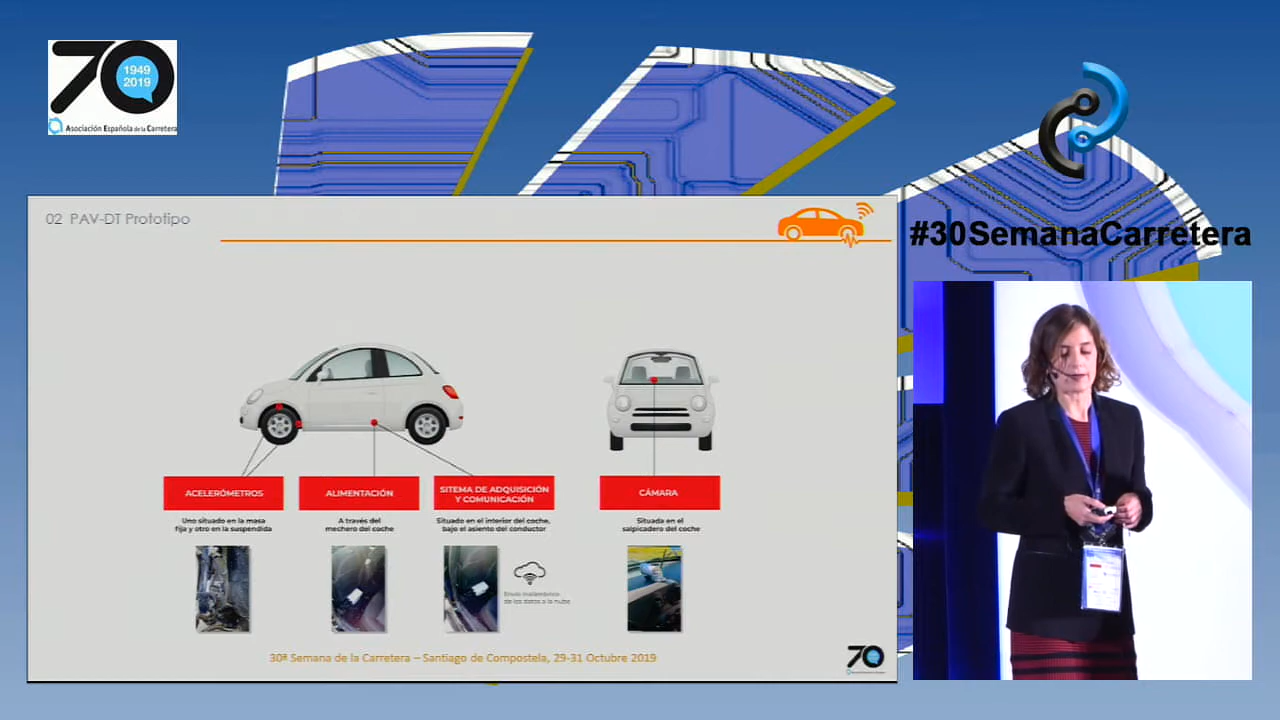 70
1949
2019
Asociación Española de la Carretera
#30SemanaCarretera
02 PAV-DT Prototipo
ACELERÓMETROS
Uno situado en la masa
fija y otro en la suspendida
ALIMENTACIÓN
A través del
mechero del coche
SITEMA DE ADQUISICIÓN
Y COMUNICACIÓN
Situado en el interior del coche,
bajo el asiento del conductor
Envío inalámbrico
de los datos a la nube
CÁMARA
Situada en el
salpicadero del coche
30ª Semana de la Carretera – Santiago de Compostela, 29-31 Octubre 2019
70